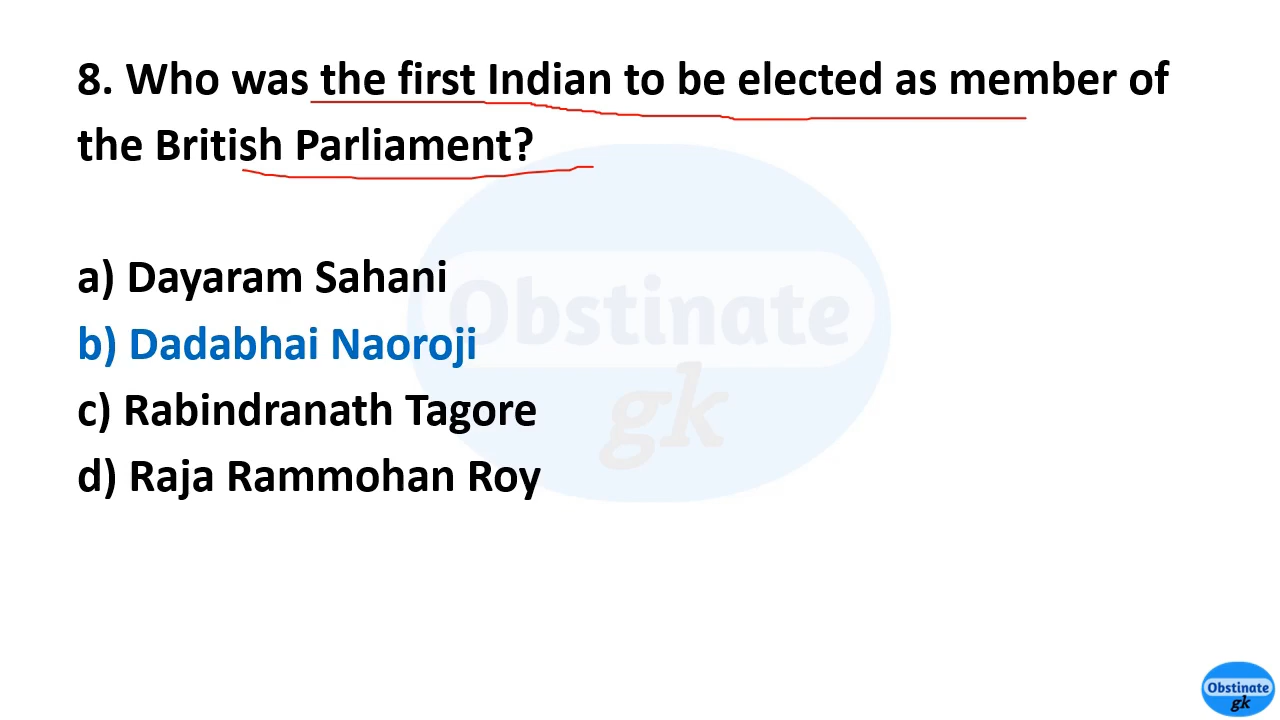 8. Who was the first Indian to be elected as member of
the British Parliament?
a) Dayaram Sahani
b) Dadabhai Naoroji
c) Rabindranath Tagore
d) Raja Rammohan Roy
Obstinate
gk
Obstinate
gk